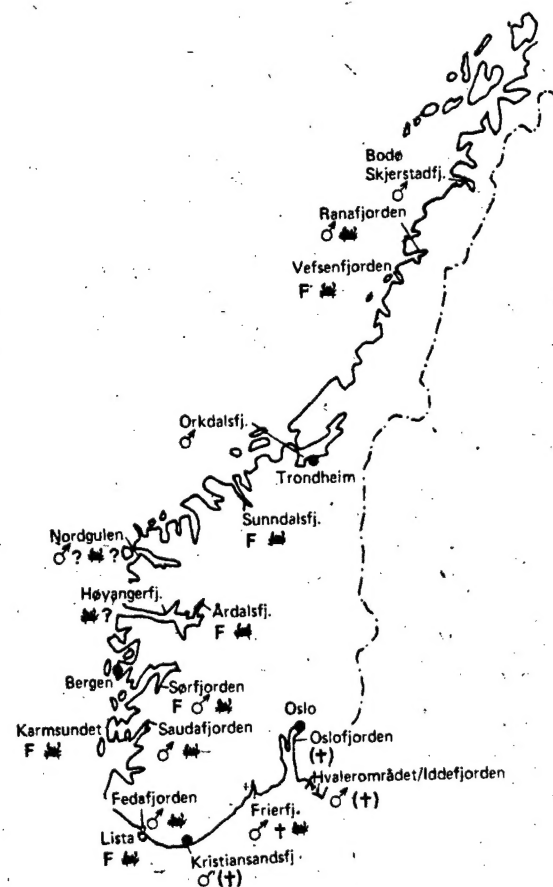 Bodø
Skjerstadfj.
♂
Ranafjorden
♂
Vefsenfjorden
F
Orkdalsfj.
♂
Trondheim
Sunndalsfj.
F
Nordgulen
♂ ? ?
Høyangerfj.
?
Årdalsfj.
F
Bergen
Sørfjorden
F ♂
Karmsundet
F
Saudafjorden
♂
Oslo
Oslofjorden
(†)
Hvalerområdet/Iddefjorden
♂ (†)
Fedafjorden
♂
Frierfj.
♂ †
Lista
F
Kristiansandsfj
♂ (†)